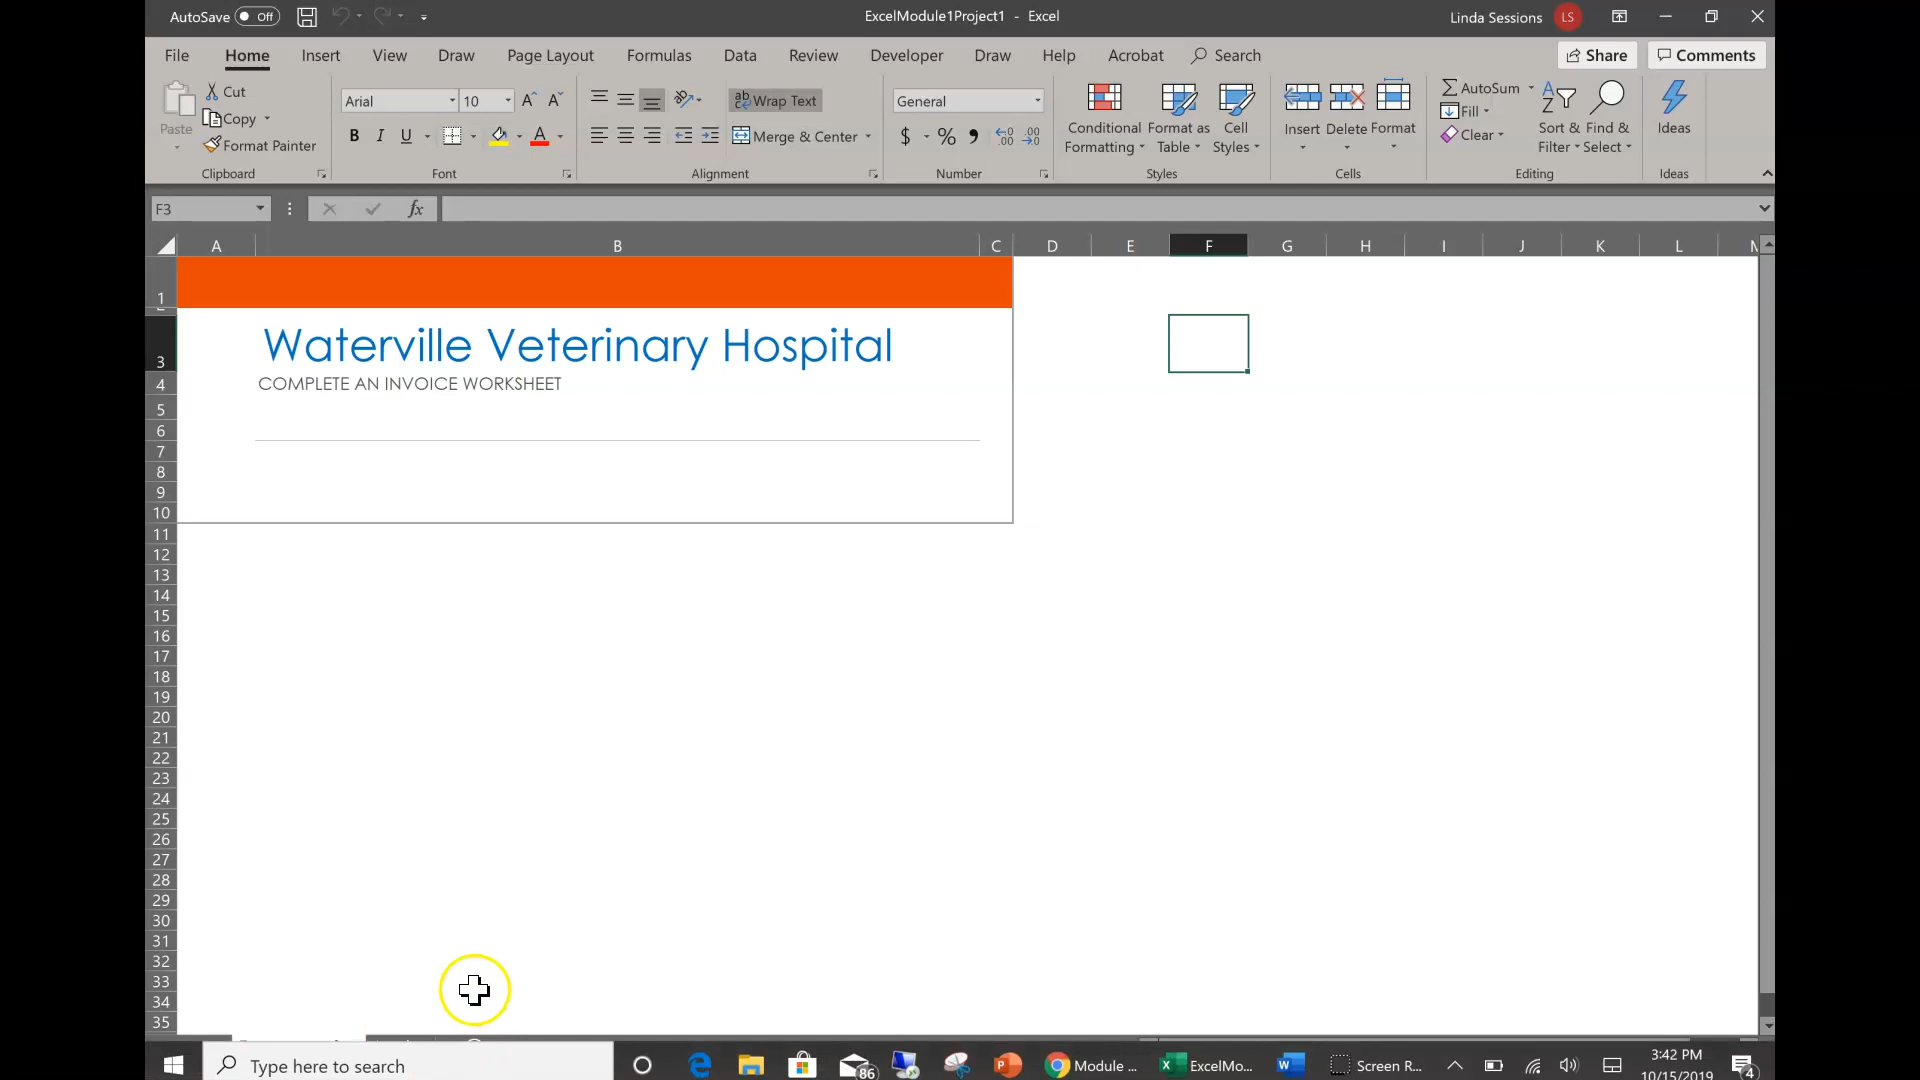 AutoSave Off ExcelModule1Project1 - Excel Linda Sessions LS
File Home Insert View Draw Page Layout Formulas Data Review Developer Draw Help Acrobat Search Share Comments
Paste Cut Copy Format Painter
Arial 10
B I U
Wrap Text
Merge & Center
General
$ % , .00 .00
Conditional Formatting Format as Table Cell Styles
Insert Delete Format
AutoSum
Fill
Clear
Sort & Filter Find & Select
Ideas
Clipboard Font Alignment Number Styles Cells Editing Ideas
F3 fx
A B C D E F G H I J K L
1
2
3 Waterville Veterinary Hospital
4 COMPLETE AN INVOICE WORKSHEET
5
6
7
8
9
10
11
12
13
14
15
16
17
18
19
20
21
22
23
24
25
26
27
28
29
30
31
32
33
34
35
Type here to search 86 Module ... ExcelMo... Screen R... 3:42 PM
10/15/2019 4